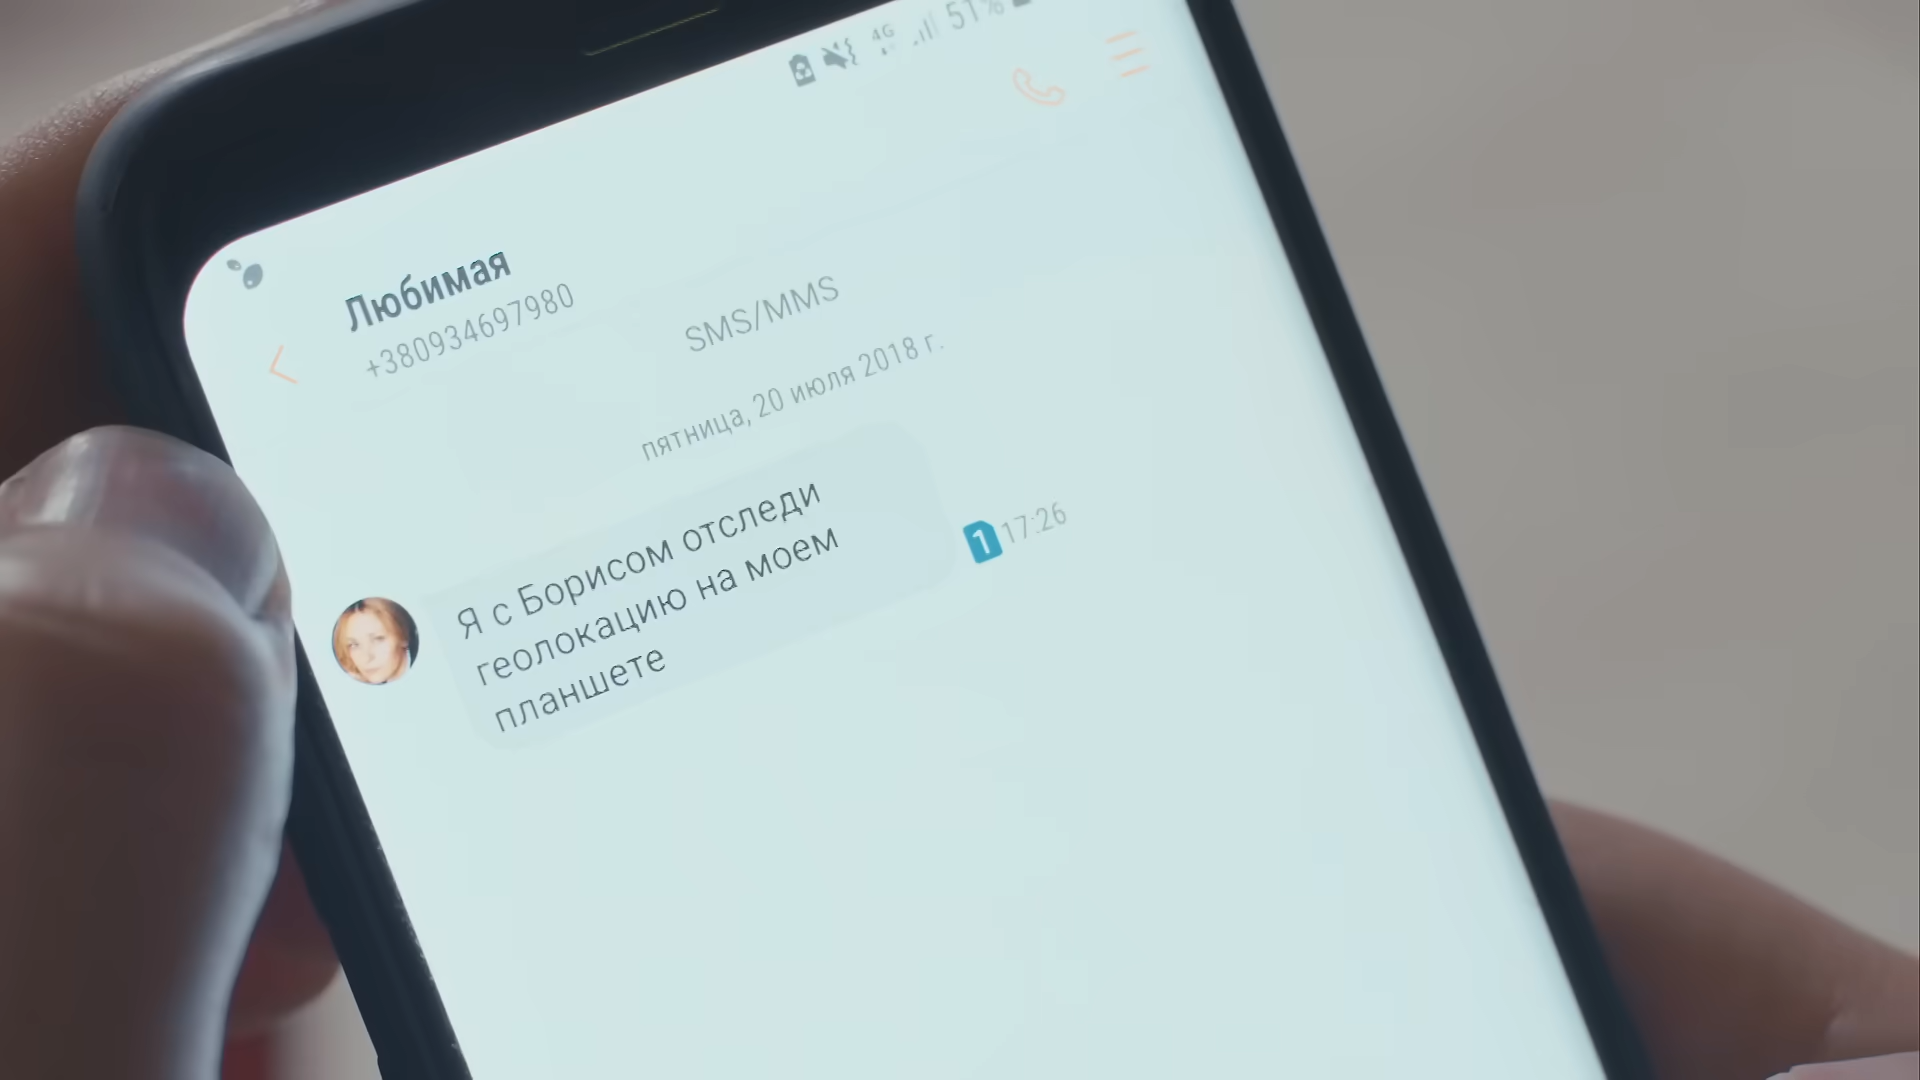 4G 51%
Любимая
+380934697980
SMS/MMS
пятница, 20 июля 2018 г.
Я с Борисом отследи
геолокацию на моем
планшете
1 17:26